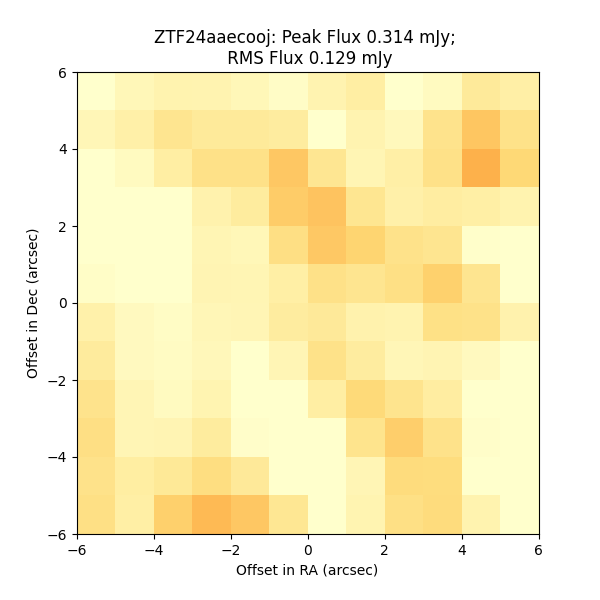 ZTF24aaecooj: Peak Flux 0.314 mJy;
RMS Flux 0.129 mJy
6
4
2
0
−2
−4
−6
Offset in Dec (arcsec)
−6 −4 −2 0 2 4 6
Offset in RA (arcsec)